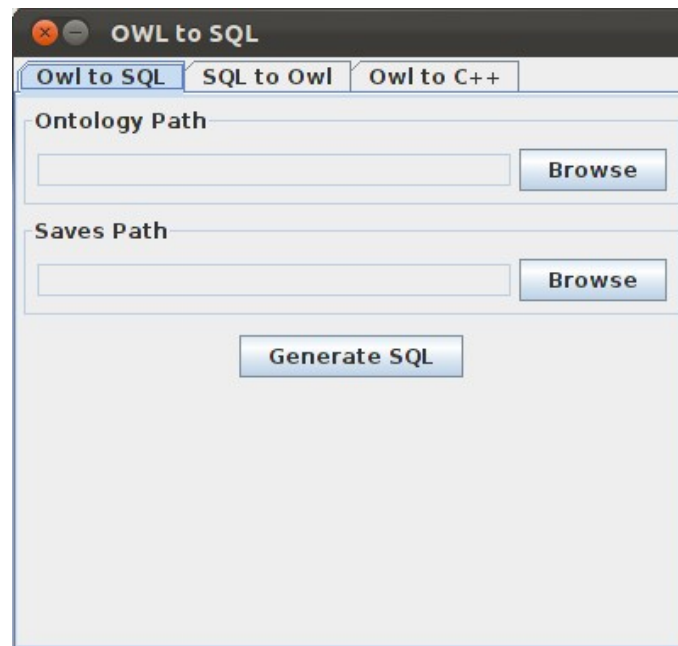 OWL to SQL
Owl to SQL SQL to Owl Owl to C++
Ontology Path
Browse
Saves Path
Browse
Generate SQL